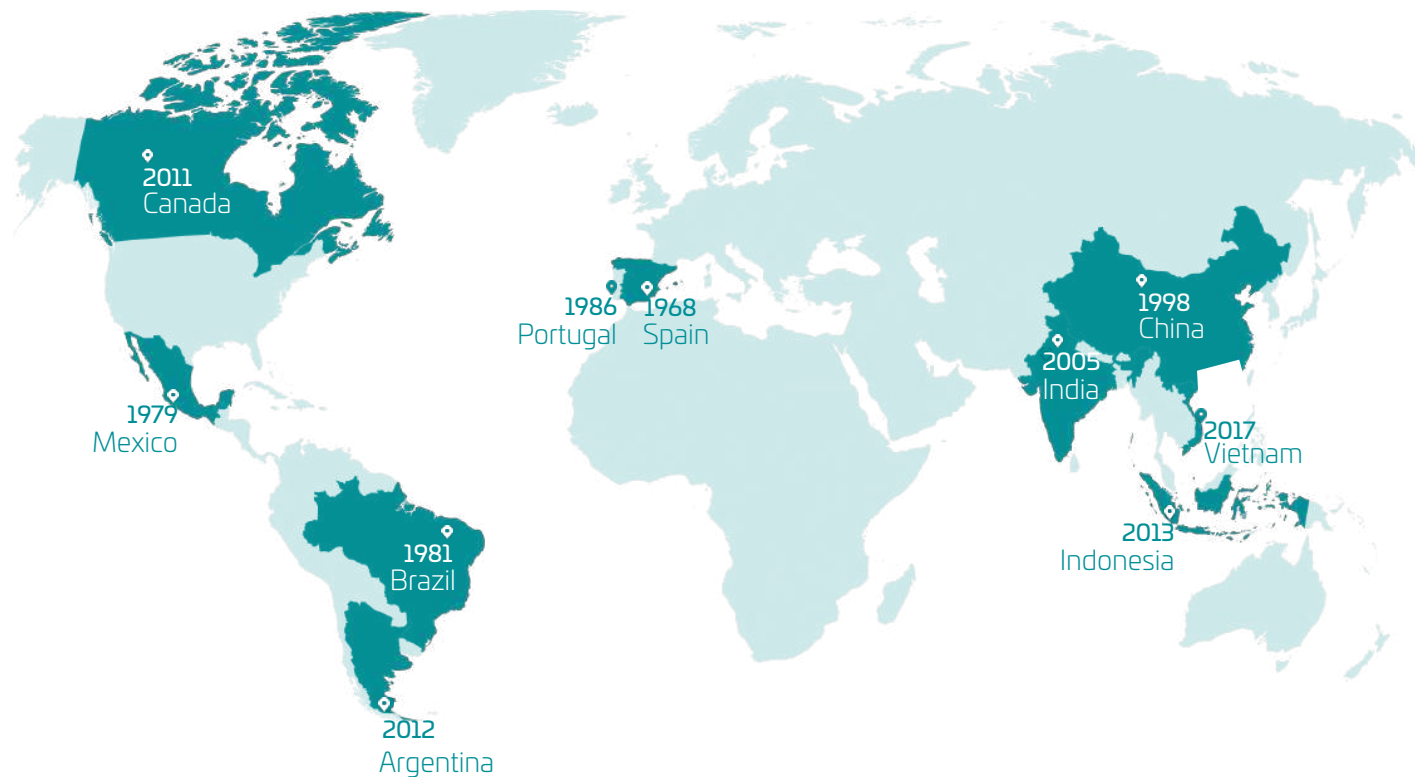 2011
Canada
1986
Portugal
1968
Spain
1998
China
2005
India
1979
Mexico
2017
Vietnam
2013
Indonesia
1981
Brazil
2012
Argentina